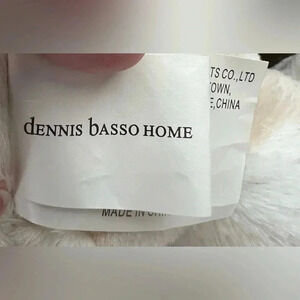 dENNIS bASSO HOME
TS CO.,LTD
OWN,
E,CHINA
MADE IN CHI